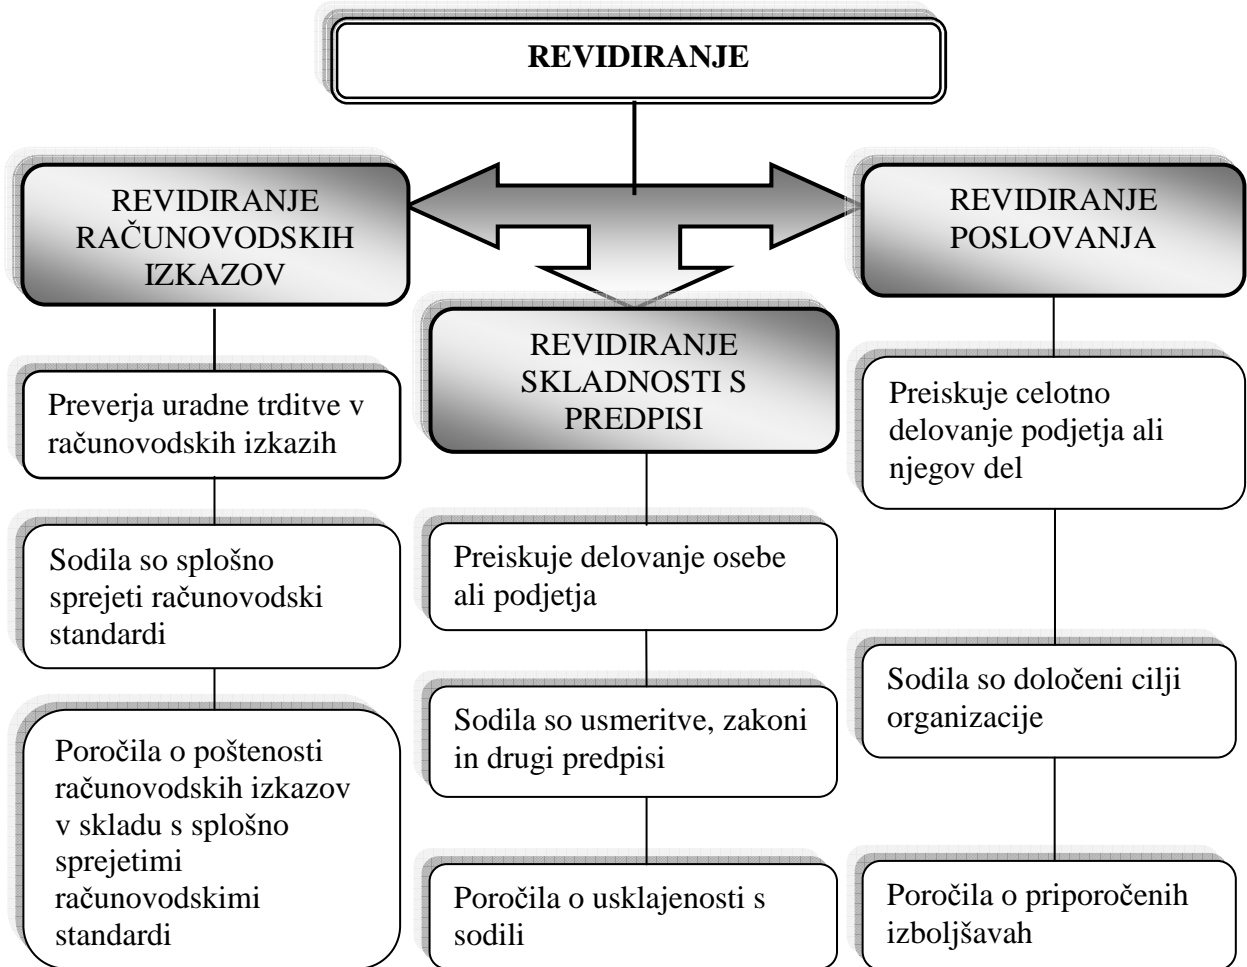 REVIDIRANJE
REVIDIRANJE
RAČUNOVODSKIH
IZKAZOV
Preverja uradne trditve v
računovodskih izkazih
Sodila so splošno
sprejeti računovodski
standardi
Poročila o poštenosti
računovodskih izkazov
v skladu s splošno
sprejetimi
računovodskimi
standardi
REVIDIRANJE
SKLADNOSTI S
PREDPISI
Preiskuje delovanje osebe
ali podjetja
Sodila so usmeritve, zakoni
in drugi predpisi
Poročila o usklajenosti s
sodili
REVIDIRANJE
POSLOVANJA
Preiskuje celotno
delovanje podjetja ali
njegov del
Sodila so določeni cilji
organizacije
Poročila o priporočenih
izboljšavah